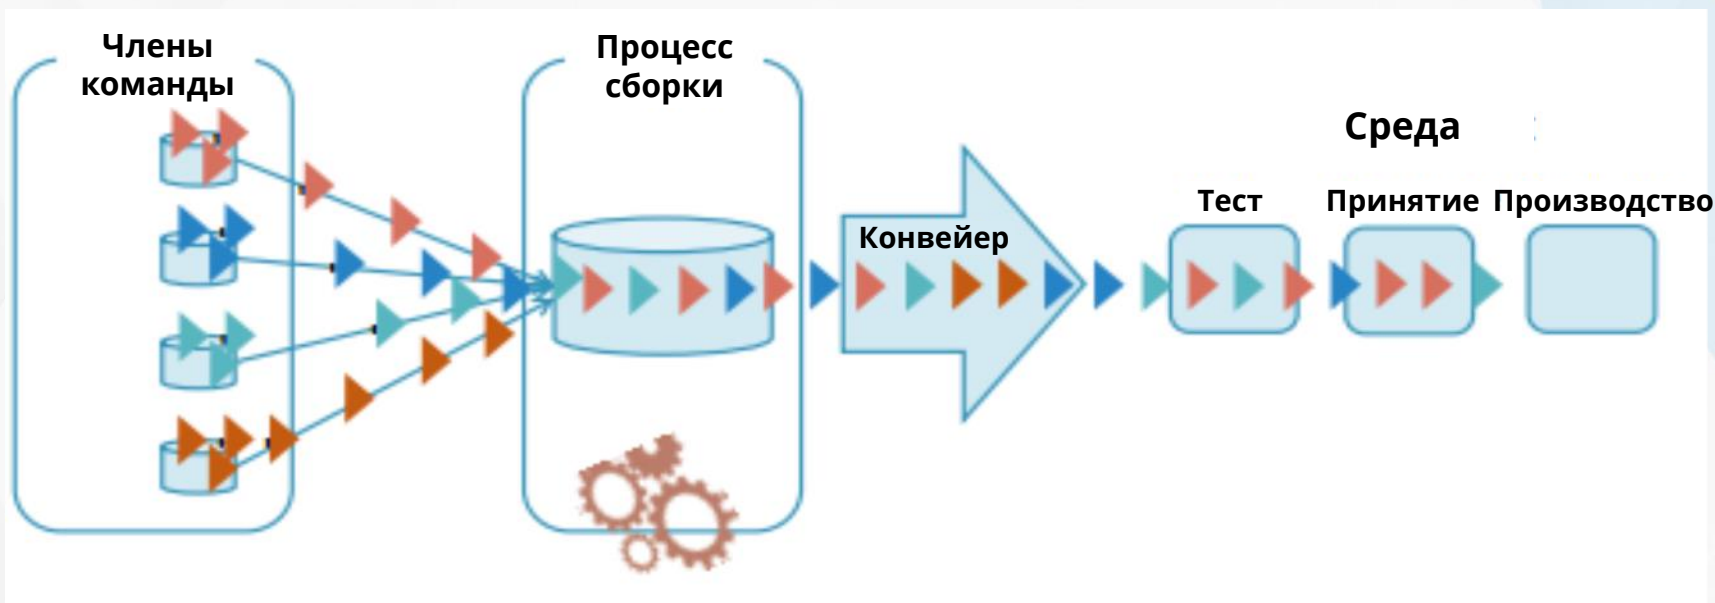 Члены
команды
Процесс
сборки
Конвейер
Среда
Тест
Принятие
Производство